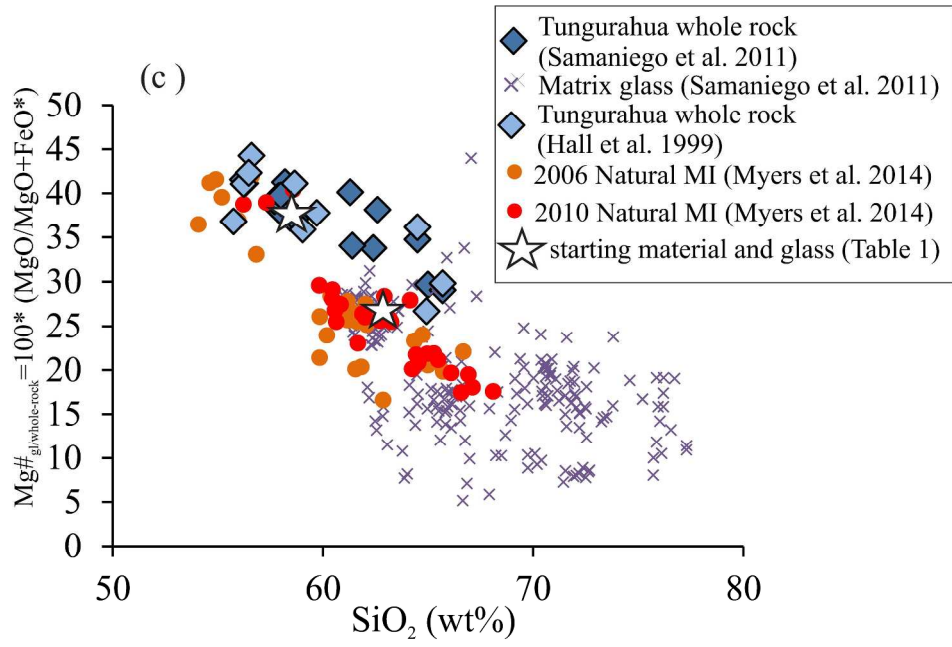 Tungurahua whole rock
(Samaniego et al. 2011)
Matrix glass (Samaniego et al. 2011)
Tungurahua whole rock
(Hall et al. 1999)
2006 Natural MI (Myers et al. 2014)
2010 Natural MI (Myers et al. 2014)
starting material and glass (Table 1)
(c )
Mg#gl/whole-rock=100* (MgO/MgO+FeO*)
50
45
40
35
30
25
20
15
10
5
0
50
60
70
80
SiO2 (wt%)